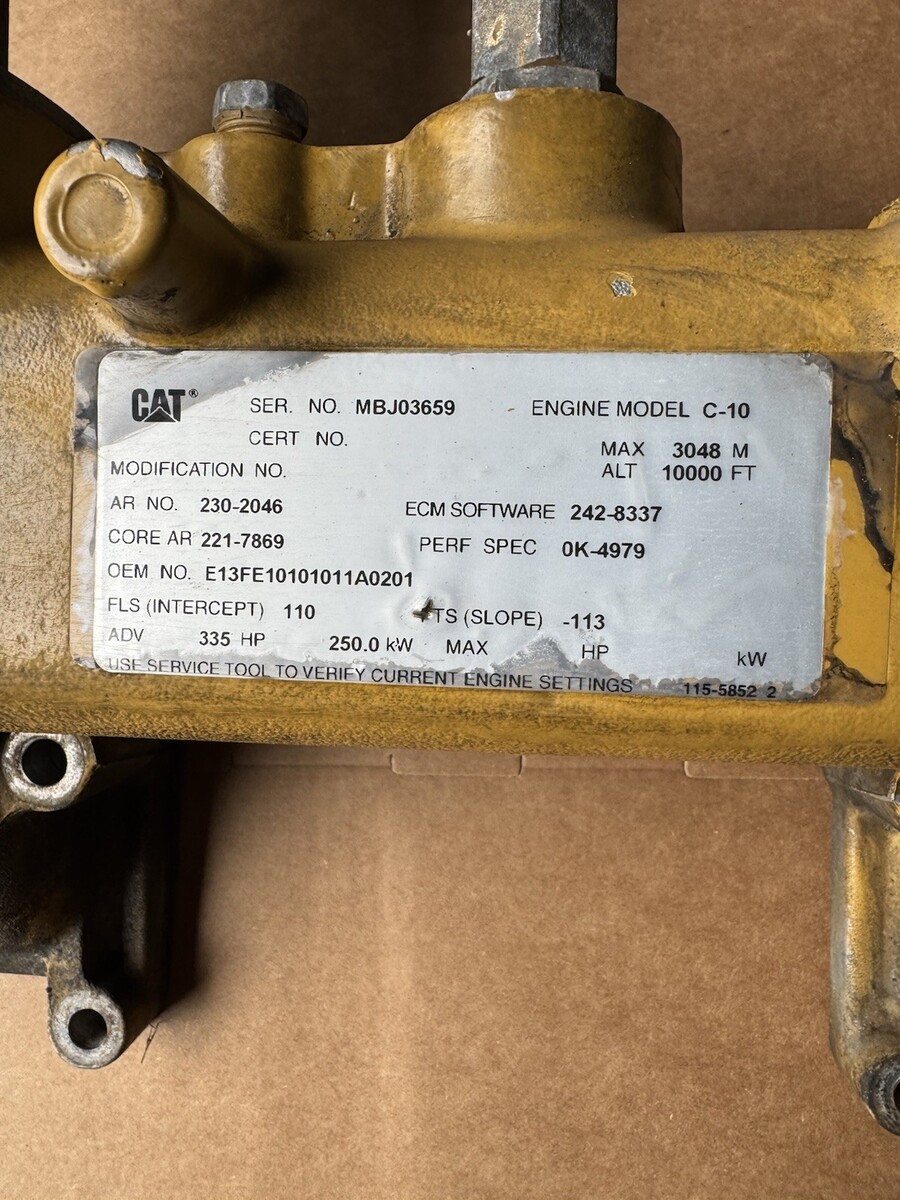 CAT® SER. NO. MBJ03659 ENGINE MODEL C-10
CERT NO.
MAX 3048 M
MODIFICATION NO. ALT 10000 FT
AR NO. 230-2046 ECM SOFTWARE 242-8337
CORE AR 221-7869 PERF SPEC 0K-4979
OEM NO. E13FE10101011A0201
FLS (INTERCEPT) 110 TS (SLOPE) -113
ADV 335 HP 250.0 kW MAX HP kW
USE SERVICE TOOL TO VERIFY CURRENT ENGINE SETTINGS 115-5852 2